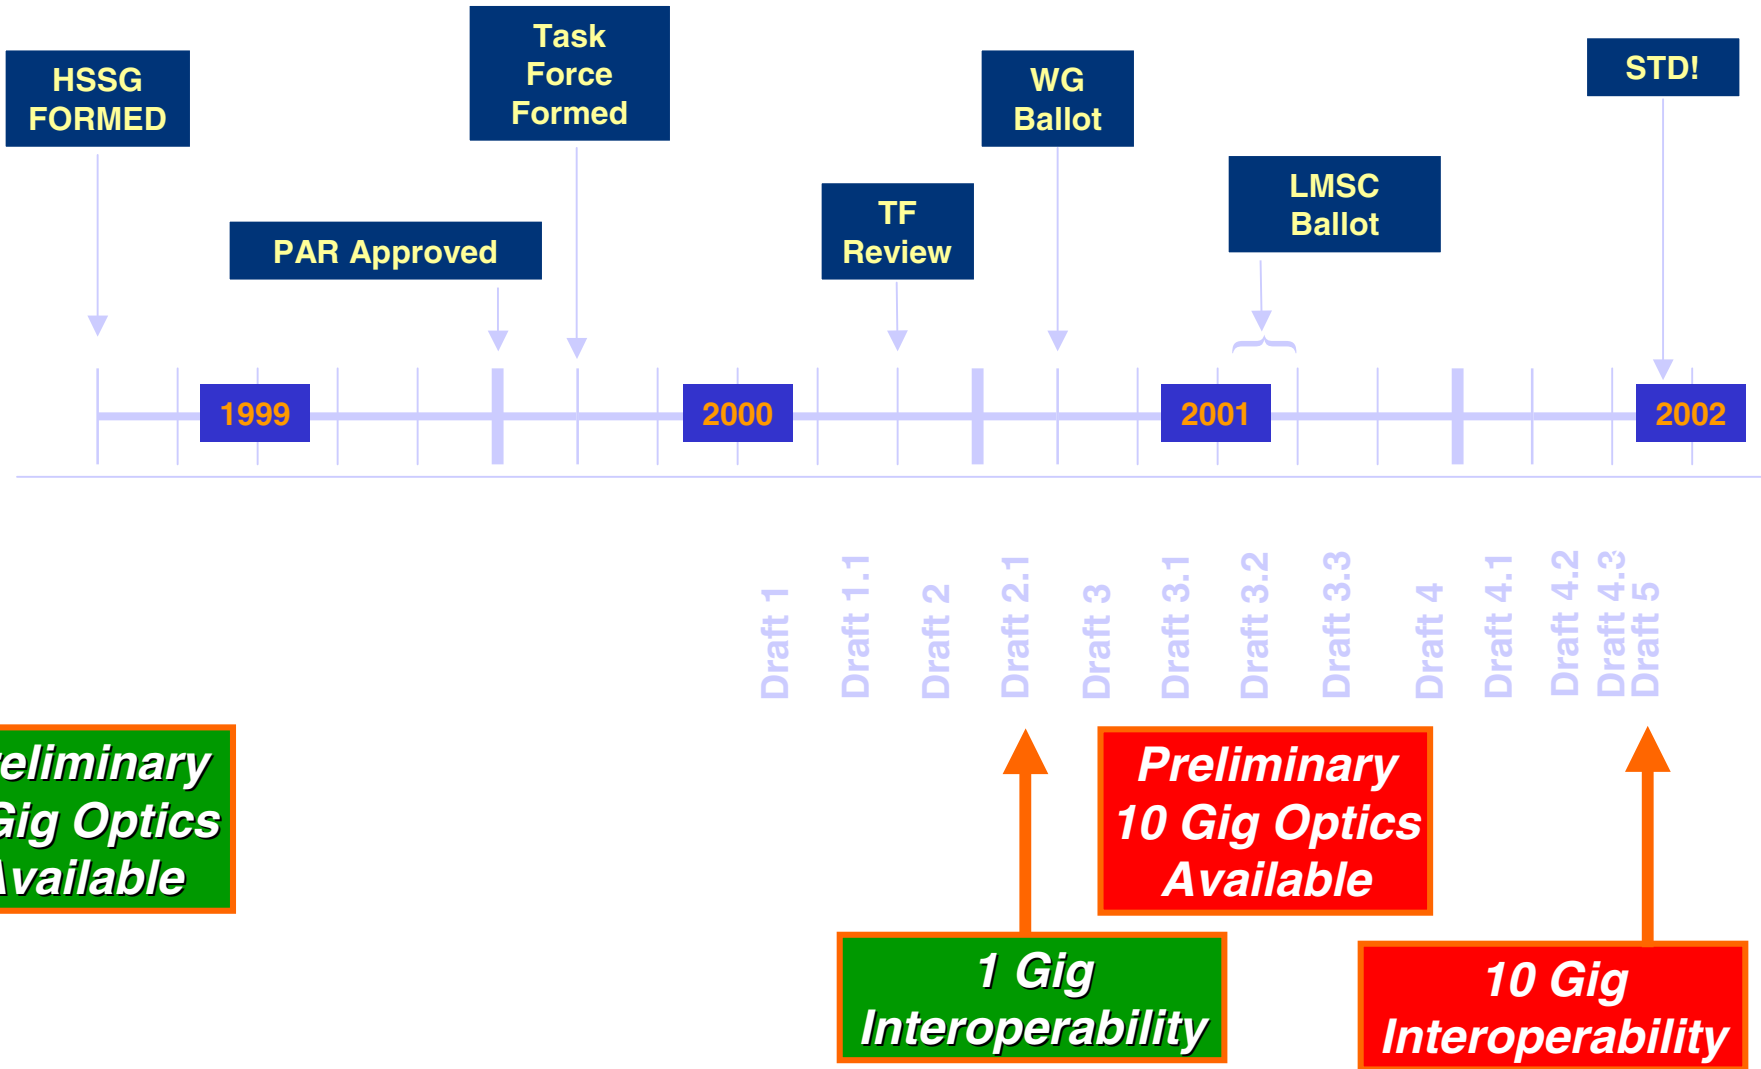 HSSG
FORMED
PAR Approved
Task
Force
Formed
TF
Review
WG
Ballot
LMSC
Ballot
STD!
1999
2000
2001
2002
Draft 1
Draft 1.1
Draft 2
Draft 2.1
Draft 3
Draft 3.1
Draft 3.2
Draft 3.3
Draft 4
Draft 4.1
Draft 4.2
Draft 4.3
Draft 5
eliminary
Gig Optics
Available
1 Gig
Interoperability
Preliminary
10 Gig Optics
Available
10 Gig
Interoperability